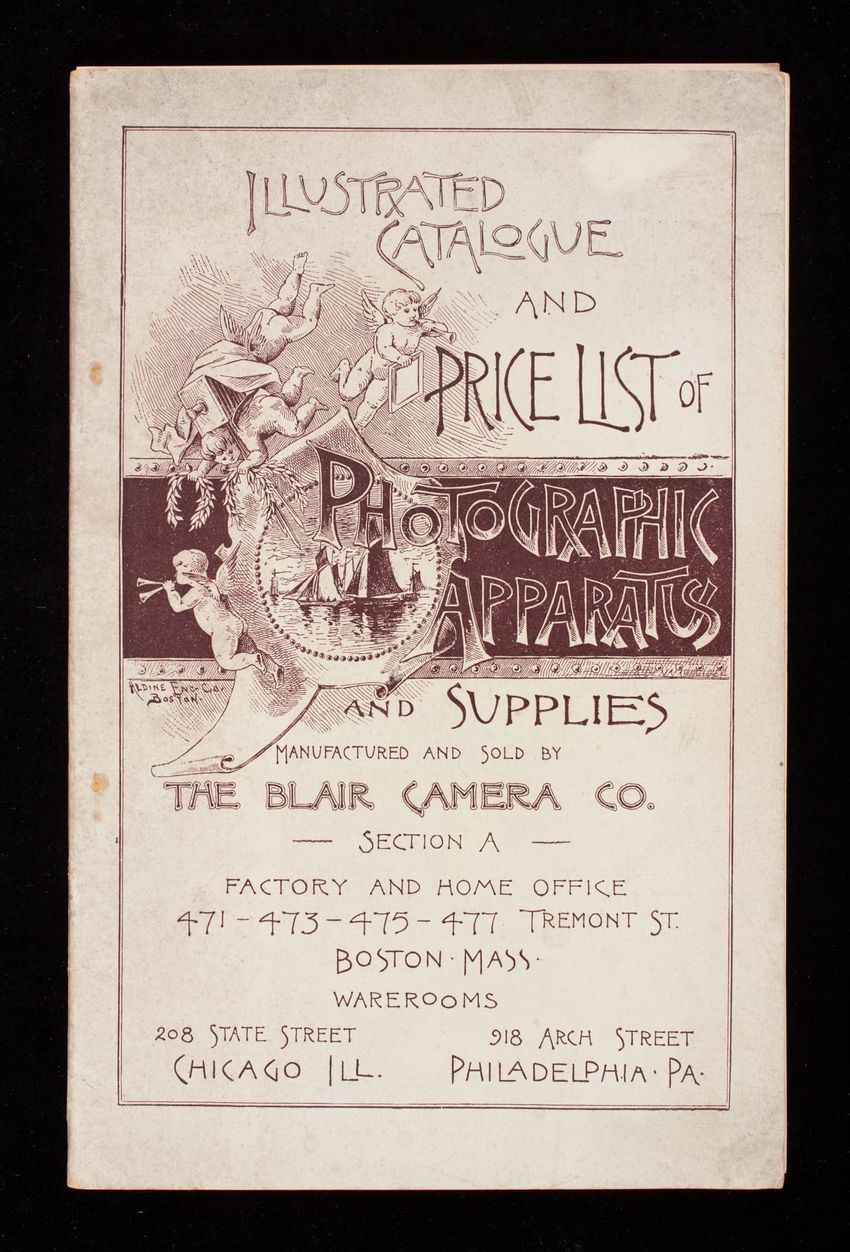 ILLUSTRATED
CATALOGUE
AND
PRICE LIST OF
PHOTOGRAPHIC
APPARATUS
ALDINE ENG. CO.
BOSTON.
AND SUPPLIES
MANUFACTURED AND SOLD BY
THE BLAIR CAMERA CO.
— SECTION A —
FACTORY AND HOME OFFICE
471 - 473 - 475 - 477 TREMONT ST.
BOSTON · MASS ·
WAREROOMS
208 STATE STREET
CHICAGO ILL.
918 ARCH STREET
PHILADELPHIA · PA ·